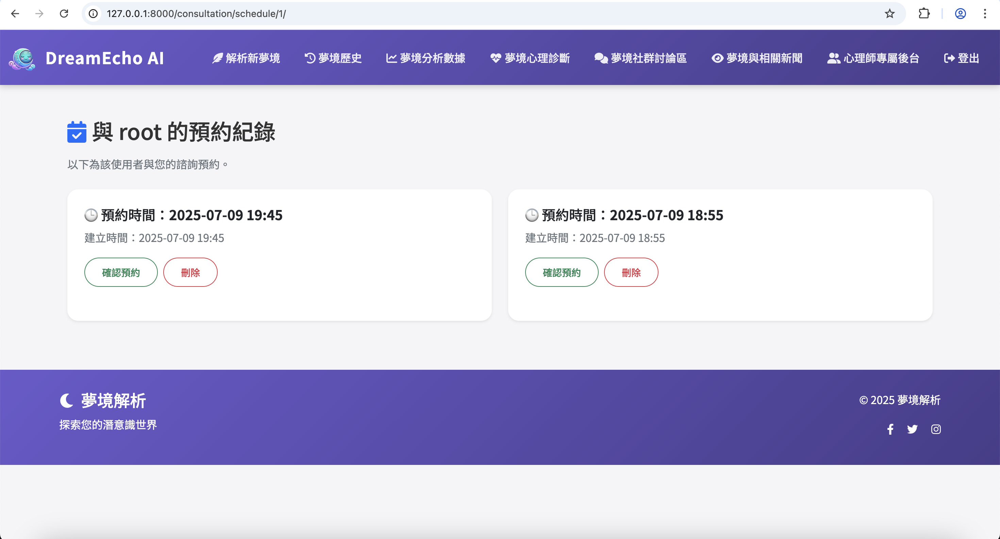 127.0.0.1:8000/consultation/schedule/1/
DreamEcho AI 解析新夢境 夢境歷史 夢境分析數據 夢境心理診斷 夢境社群討論區 夢境與相關新聞 心理師專屬後台 登出
與 root 的預約紀錄
以下為該使用者與您的諮詢預約。
預約時間：2025-07-09 19:45
建立時間：2025-07-09 19:45
確認預約 刪除
預約時間：2025-07-09 18:55
建立時間：2025-07-09 18:55
確認預約 刪除
夢境解析
探索您的潛意識世界
© 2025 夢境解析